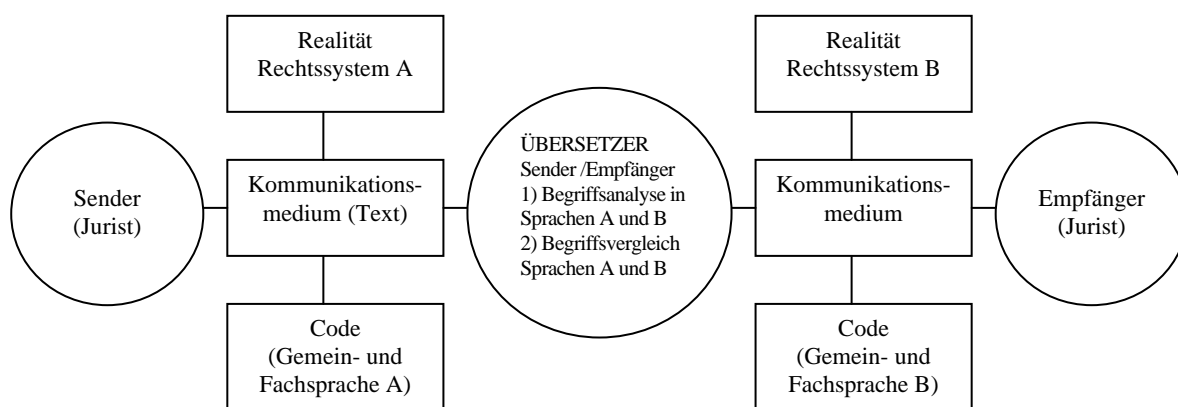 Realität
Rechtssystem A
Realität
Rechtssystem B
Sender
(Jurist)
Kommunikations-
medium (Text)
ÜBERSETZER
Sender /Empfänger
1) Begriffsanalyse in
Sprachen A und B
2) Begriffsvergleich
Sprachen A und B
Kommunikations-
medium
Empfänger
(Jurist)
Code
(Gemein- und
Fachsprache A)
Code
(Gemein- und
Fachsprache B)